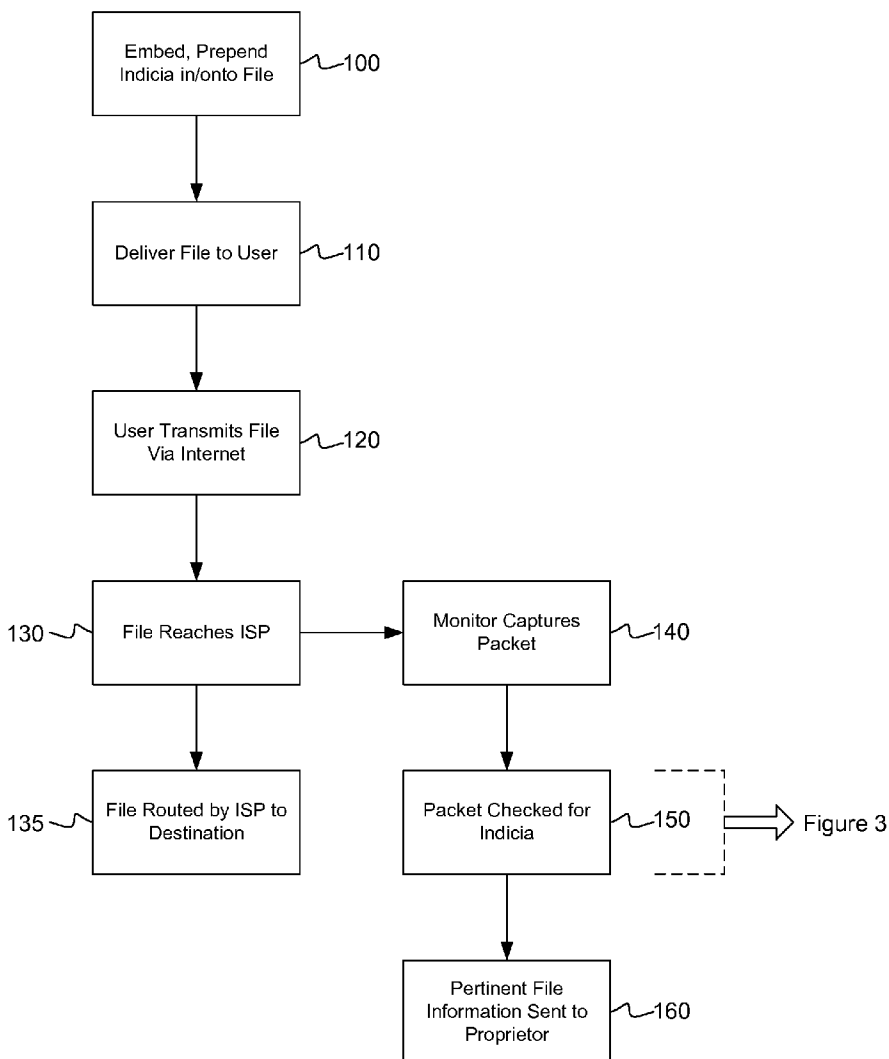 Embed, Prepend
Indicia in/onto File
100
Deliver File to User
110
User Transmits File
Via Internet
120
130
File Reaches ISP
Monitor Captures
Packet
140
135
File Routed by ISP to
Destination
Packet Checked for
Indicia
150
Figure 3
Pertinent File
Information Sent to
Proprietor
160